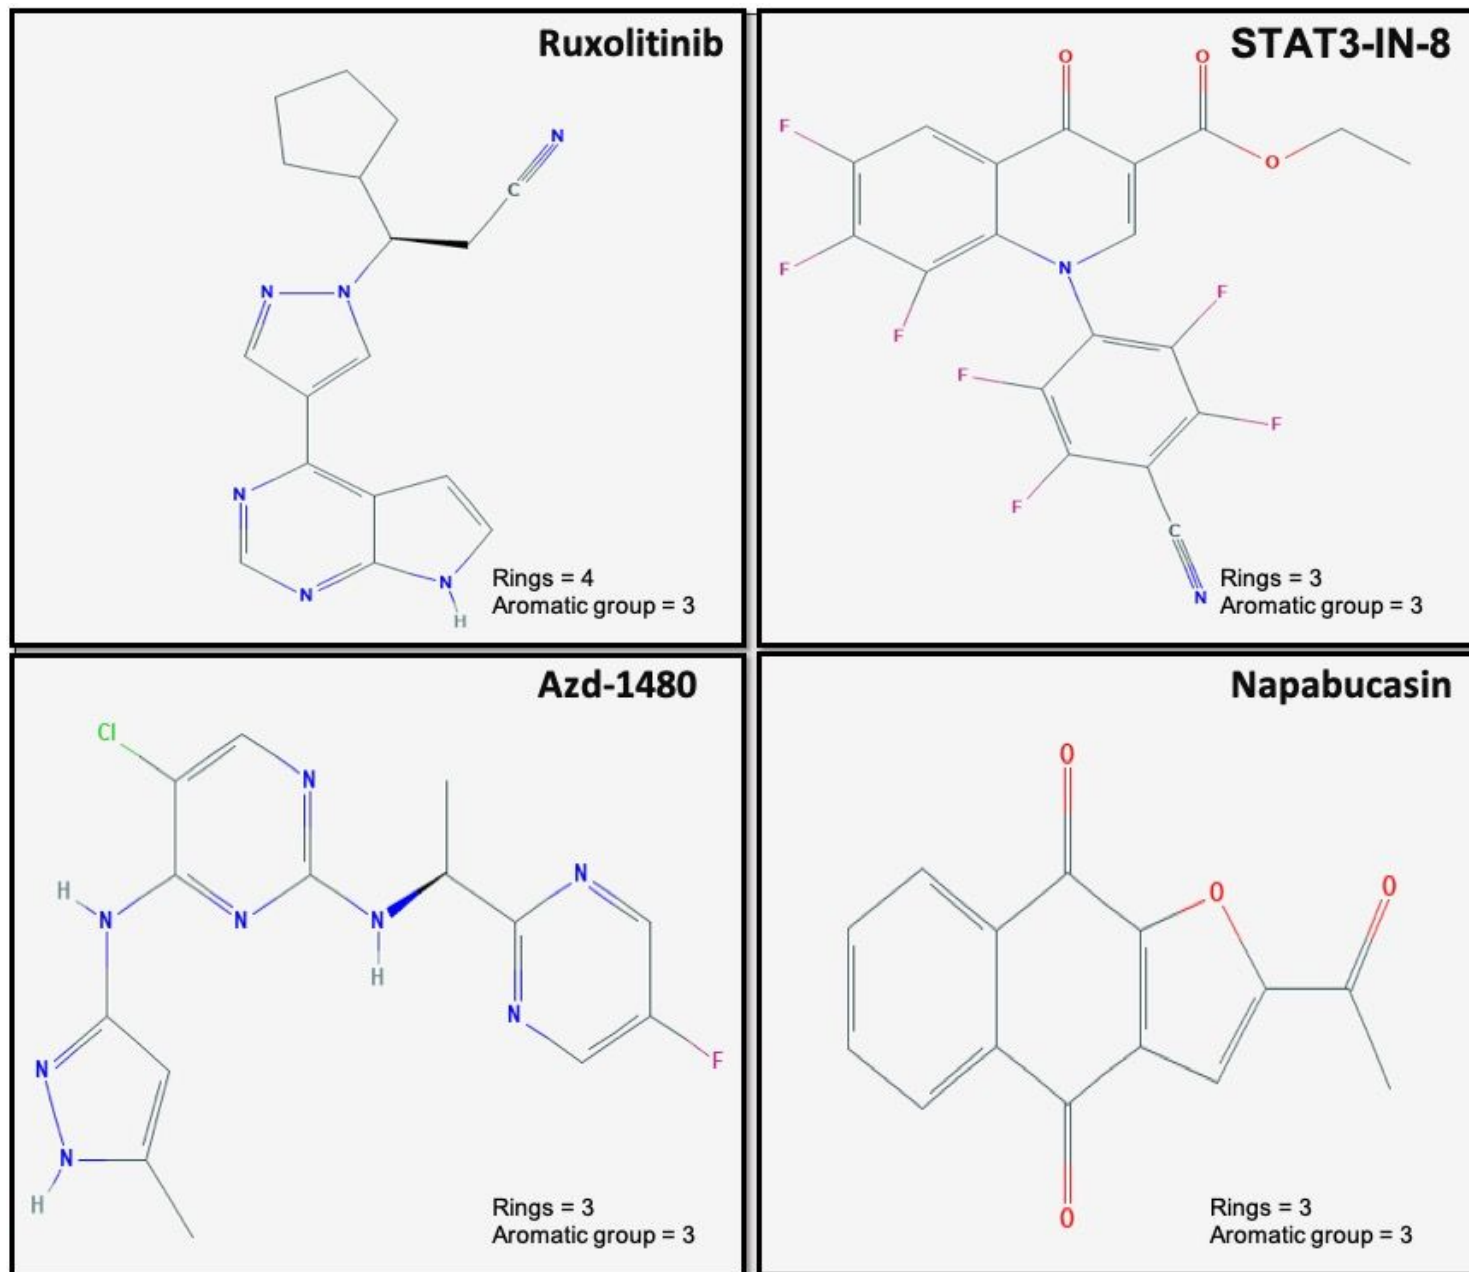 Ruxolitinib
N
C
N
N
N
N
N
H
Rings = 4
Aromatic group = 3
STAT3-IN-8
O
O
F
O
F
N
F
F
F
F
F
C
N
Rings = 3
Aromatic group = 3
Azd-1480
Cl
N
N
H
N
N
N
H
N
N
F
N
H
Rings = 3
Aromatic group = 3
Napabucasin
O
O
O
O
Rings = 3
Aromatic group = 3